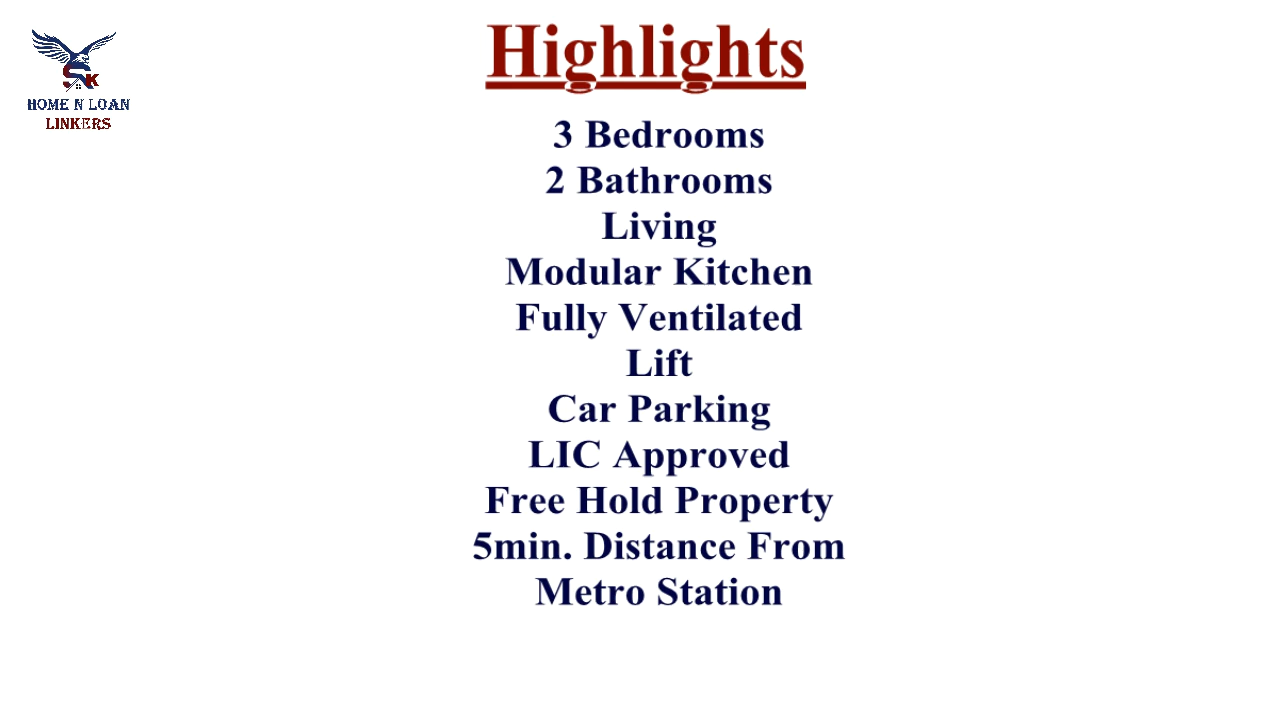 SK
HOME N LOAN
LINKERS
Highlights
3 Bedrooms
2 Bathrooms
Living
Modular Kitchen
Fully Ventilated
Lift
Car Parking
LIC Approved
Free Hold Property
5min. Distance From
Metro Station